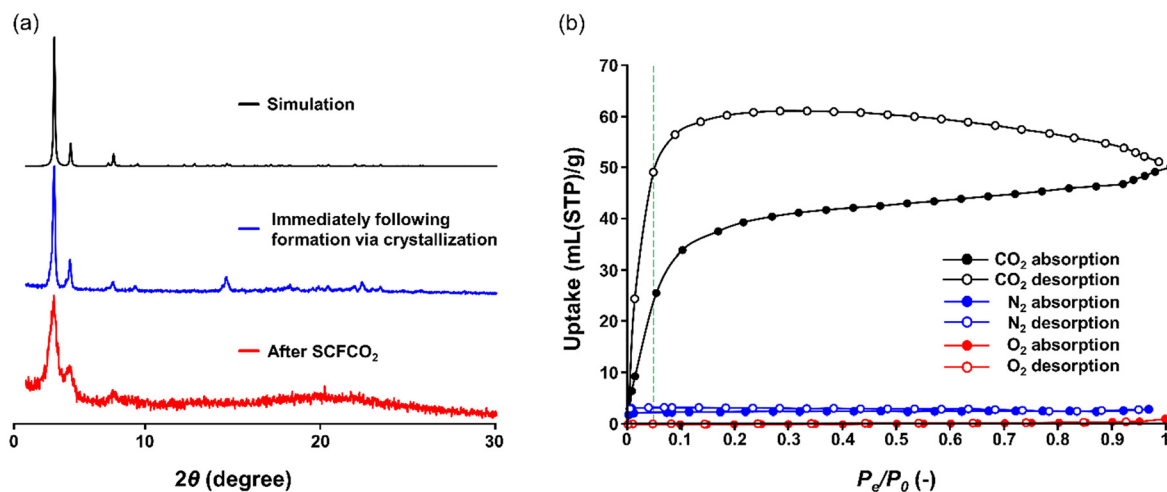 (a)
Simulation
Immediately following
formation via crystallization
After SCFCO₂
0
10
20
30
2θ (degree)
(b)
70
60
50
40
30
20
10
0
Uptake (mL(STP)/g)
CO₂ absorption
CO₂ desorption
N₂ absorption
N₂ desorption
O₂ absorption
O₂ desorption
0 0.1 0.2 0.3 0.4 0.5 0.6 0.7 0.8 0.9 1
Pₑ/P₀ (-)